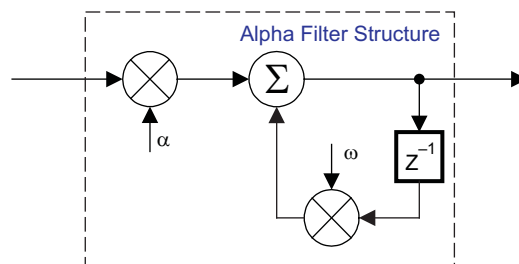 Alpha Filter Structure
Σ
α
ω
Z⁻¹